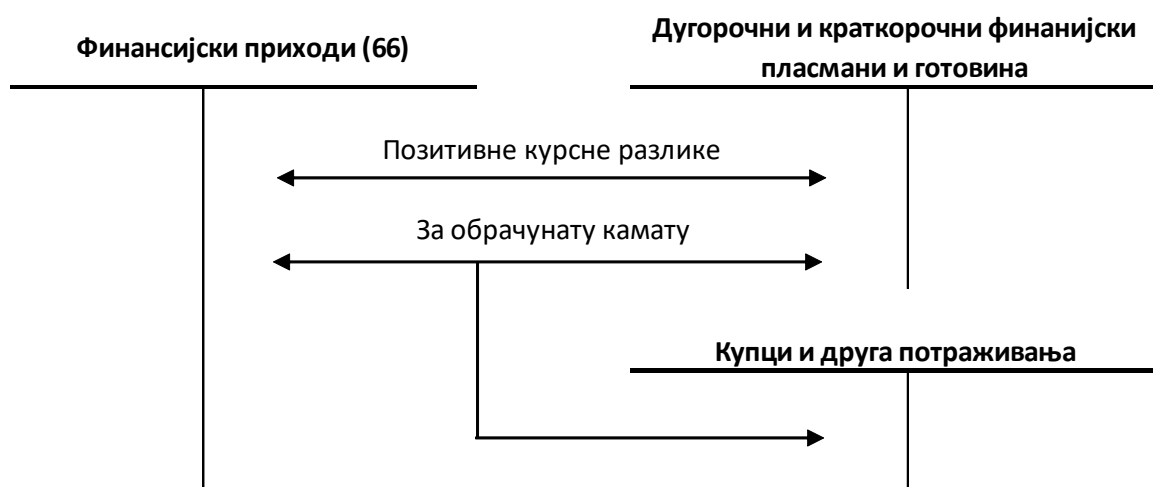 Финансијски приходи (66)
Дугорочни и краткорочни финанијски
пласмани и готовина
Позитивне курсне разлике
За обрачунату камату
Купци и друга потраживања